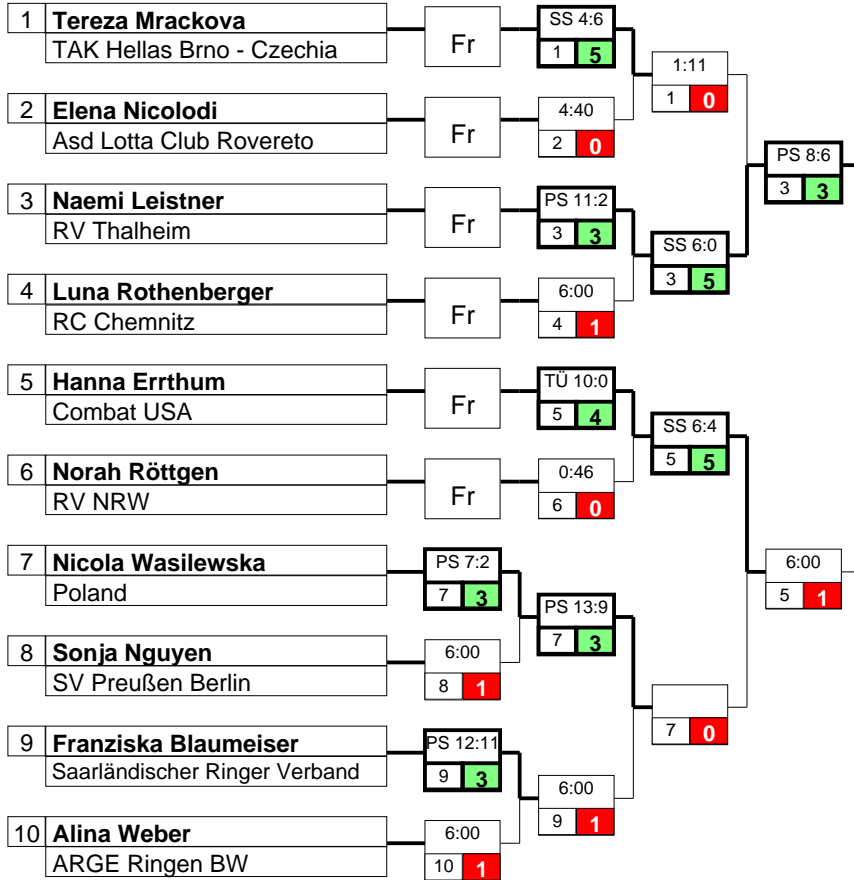 1 Tereza Mrackova
TAK Hellas Brno - Czechia
Fr
SS 4:6
1 5
1:11
1 0
2 Elena Nicolodi
Asd Lotta Club Rovereto
Fr
4:40
2 0
PS 8:6
3 3
3 Naemi Leistner
RV Thalheim
Fr
PS 11:2
3 3
SS 6:0
3 5
4 Luna Rothenberger
RC Chemnitz
Fr
6:00
4 1
5 Hanna Errthum
Combat USA
Fr
TÜ 10:0
5 4
SS 6:4
5 5
6 Norah Röttgen
RV NRW
Fr
0:46
6 0
7 Nicola Wasilewska
Poland
PS 7:2
7 3
6:00
5 1
PS 13:9
7 3
8 Sonja Nguyen
SV Preußen Berlin
6:00
8 1
7 0
9 Franziska Blaumeiser
Saarländischer Ringer Verband
PS 12:11
9 3
6:00
9 1
10 Alina Weber
ARGE Ringen BW
6:00
10 1